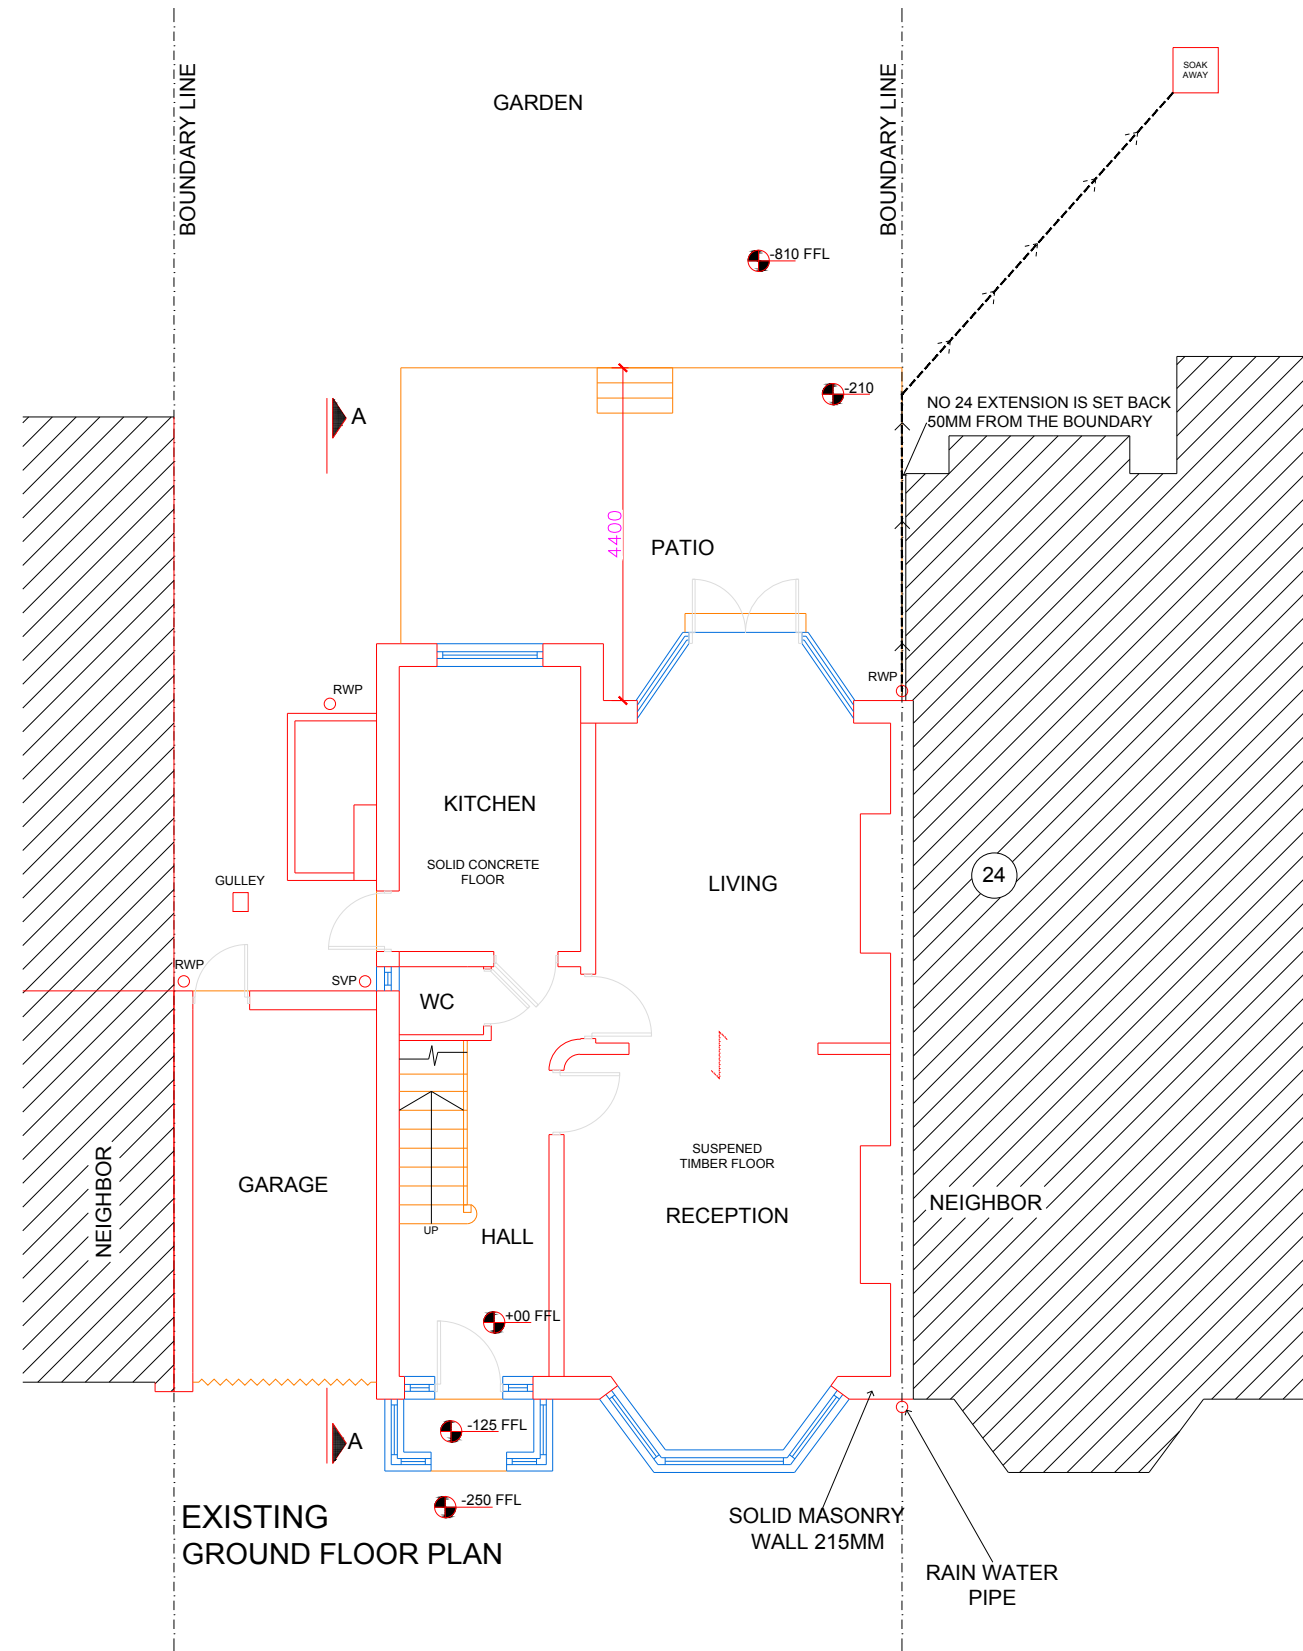 SOAK
AWAY
BOUNDARY LINE
BOUNDARY LINE
GARDEN
-810 FFL
-210
A
NO 24 EXTENSION IS SET BACK
50MM FROM THE BOUNDARY
4400
PATIO
RWP
RWP
KITCHEN
SOLID CONCRETE
FLOOR
LIVING
24
GULLEY
RWP
SVP
WC
SUSPENED
TIMBER FLOOR
NEIGHBOR
GARAGE
RECEPTION
NEIGHBOR
UP
HALL
+00 FFL
-125 FFL
A
-250 FFL
EXISTING
GROUND FLOOR PLAN
SOLID MASONRY
WALL 215MM
RAIN WATER
PIPE